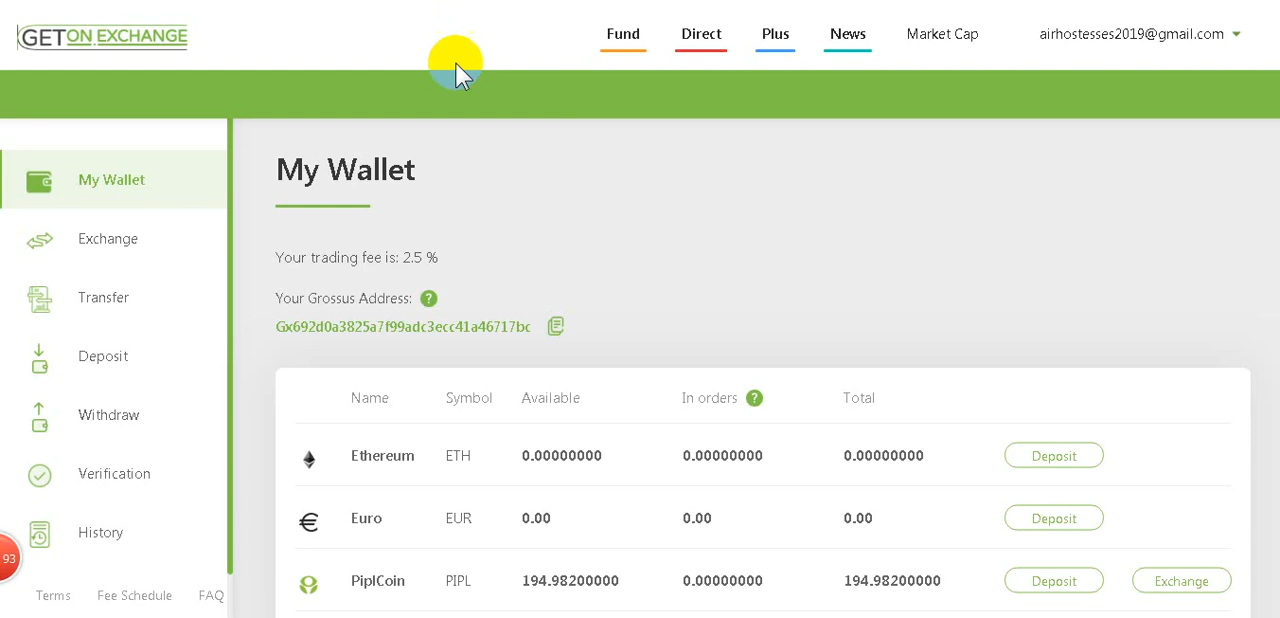 GETON.EXCHANGE
Fund Direct Plus News Market Cap airhostesses2019@gmail.com
My Wallet
Exchange
Transfer
Deposit
Withdraw
Verification
History
93
Terms Fee Schedule FAQ
My Wallet
Your trading fee is: 2.5 %
Your Grossus Address: ?
Gx692d0a3825a7f99adc3ecc41a46717bc
Name Symbol Available In orders ? Total
Ethereum ETH 0.00000000 0.00000000 0.00000000 Deposit
Euro EUR 0.00 0.00 0.00 Deposit
PiplCoin PIPL 194.98200000 0.00000000 194.98200000 Deposit Exchange